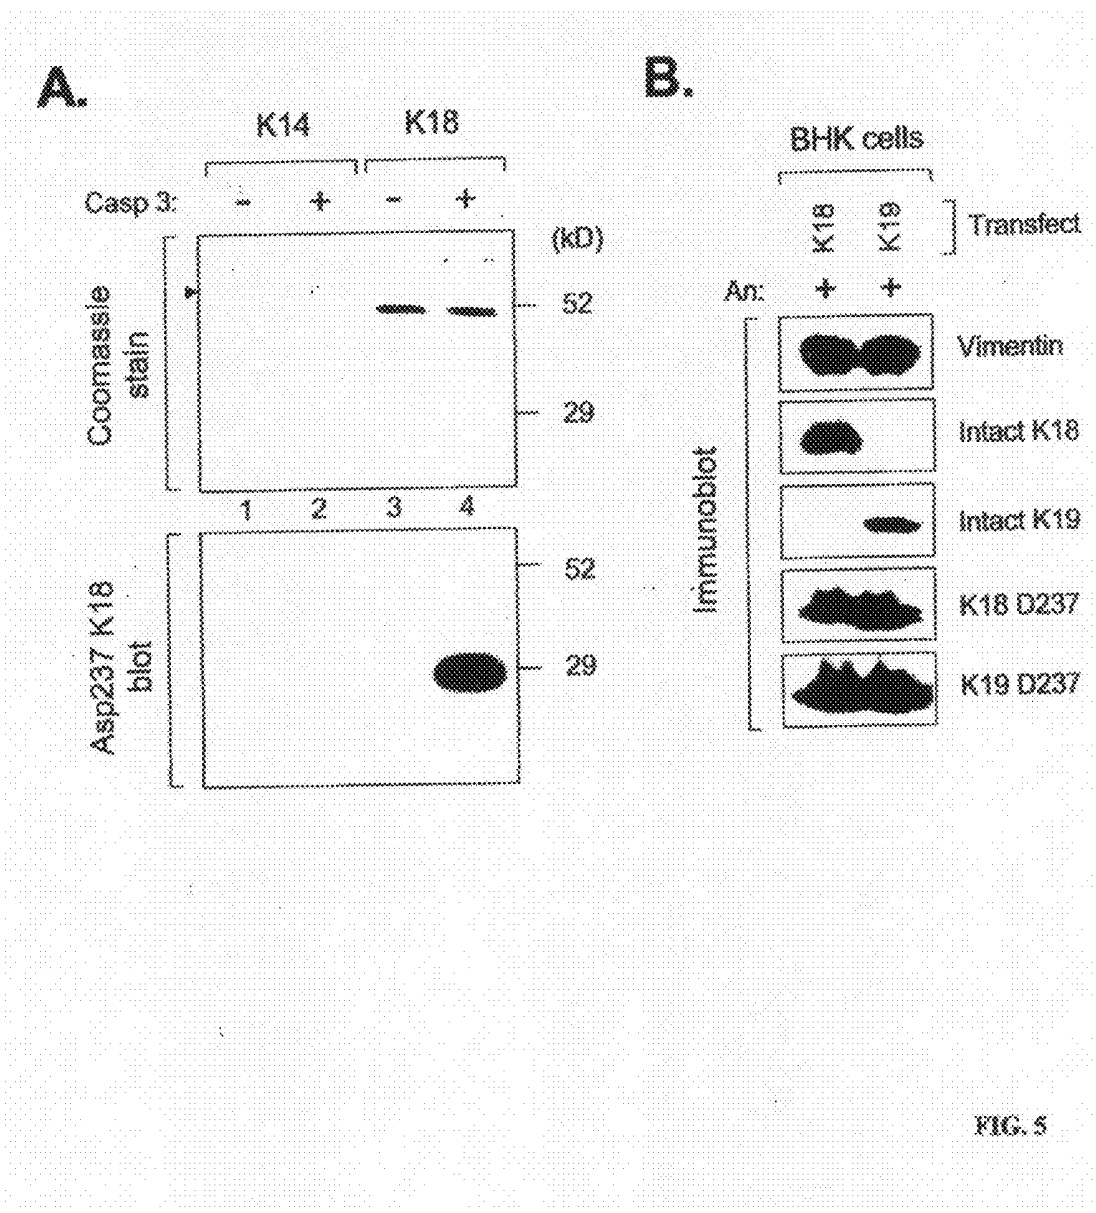 A.
K14 K18
Casp 3: - + - +
(kD)
52
29
Coomassie
stain
1 2 3 4
52
29
Asp237 K18
blot
B.
BHK cells
K18 K19
Transfect
An: + +
Immunoblot
Vimentin
Intact K18
Intact K19
K18 D237
K19 D237
FIG. 5